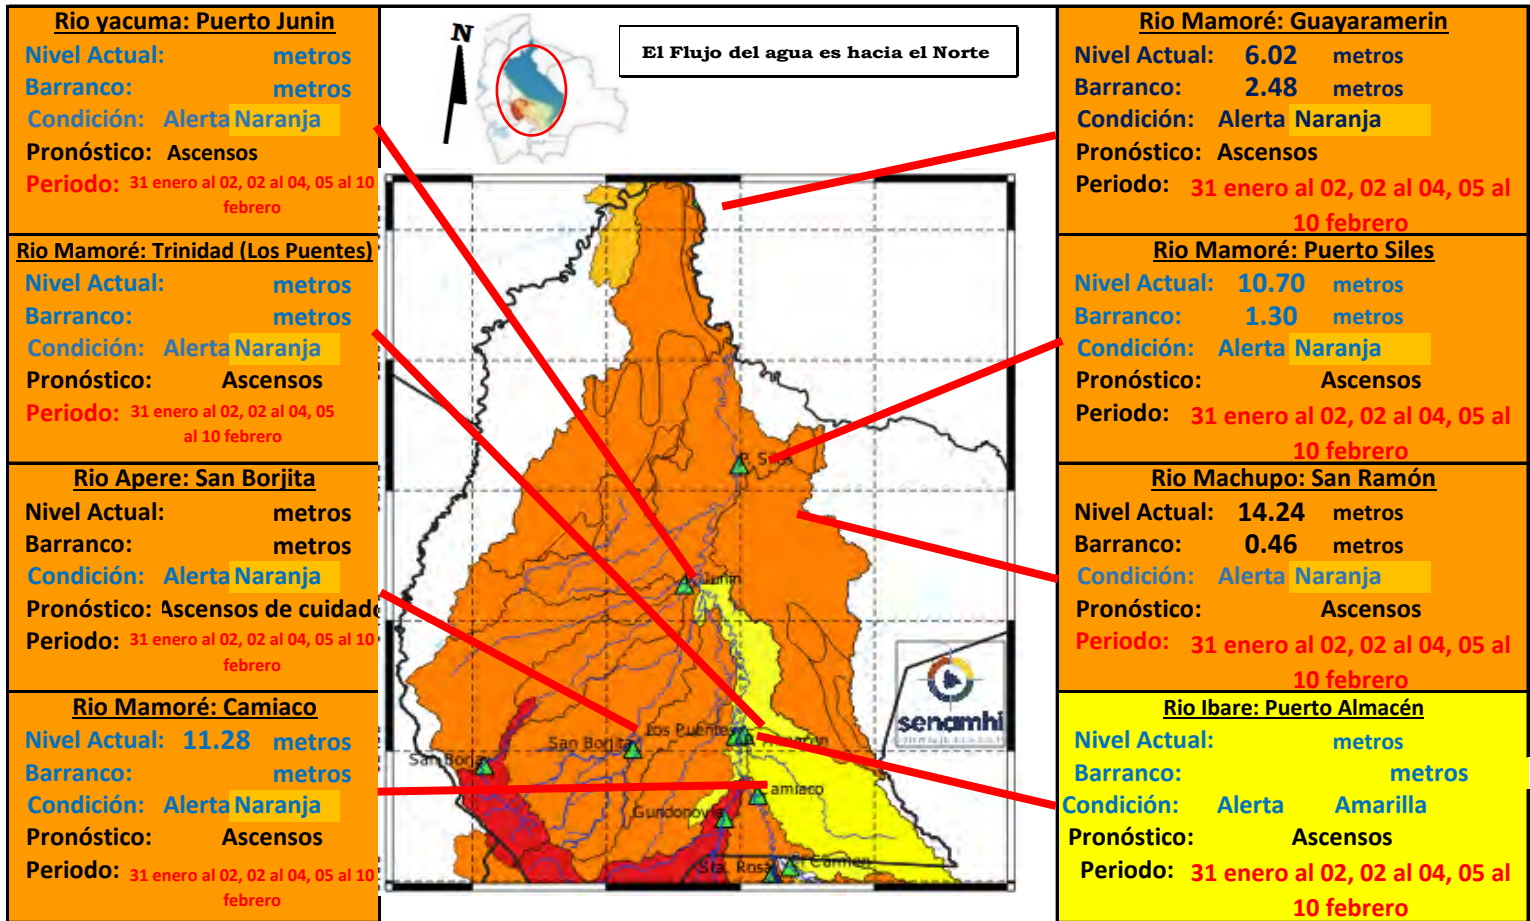 Rio yacuma: Puerto Junin
Nivel Actual: metros
Barranco: metros
Condición: Alerta Naranja
Pronóstico: Ascensos
Periodo: 31 enero al 02, 02 al 04, 05 al 10
febrero
Rio Mamoré: Trinidad (Los Puentes)
Nivel Actual: metros
Barranco: metros
Condición: Alerta Naranja
Pronóstico: Ascensos
Periodo: 31 enero al 02, 02 al 04, 05
al 10 febrero
Rio Apere: San Borjita
Nivel Actual: metros
Barranco: metros
Condición: Alerta Naranja
Pronóstico: Ascensos de cuidado
Periodo: 31 enero al 02, 02 al 04, 05 al 10
febrero
Rio Mamoré: Camiaco
Nivel Actual: 11.28 metros
Barranco: metros
Condición: Alerta Naranja
Pronóstico: Ascensos
Periodo: 31 enero al 02, 02 al 04, 05 al 10
febrero
N
El Flujo del agua es hacia el Norte
P. Siles
Junin
Los Puentes
San Borjita
San Borja
Camiaco
Gundonovia
Sta. Rosa
El Carmen
senamhi
Rio Mamoré: Guayaramerin
Nivel Actual: 6.02 metros
Barranco: 2.48 metros
Condición: Alerta Naranja
Pronóstico: Ascensos
Periodo: 31 enero al 02, 02 al 04, 05 al
10 febrero
Rio Mamoré: Puerto Siles
Nivel Actual: 10.70 metros
Barranco: 1.30 metros
Condición: Alerta Naranja
Pronóstico: Ascensos
Periodo: 31 enero al 02, 02 al 04, 05 al
10 febrero
Rio Machupo: San Ramón
Nivel Actual: 14.24 metros
Barranco: 0.46 metros
Condición: Alerta Naranja
Pronóstico: Ascensos
Periodo: 31 enero al 02, 02 al 04, 05 al
10 febrero
Rio Ibare: Puerto Almacén
Nivel Actual: metros
Barranco: metros
Condición: Alerta Amarilla
Pronóstico: Ascensos
Periodo: 31 enero al 02, 02 al 04, 05 al
10 febrero